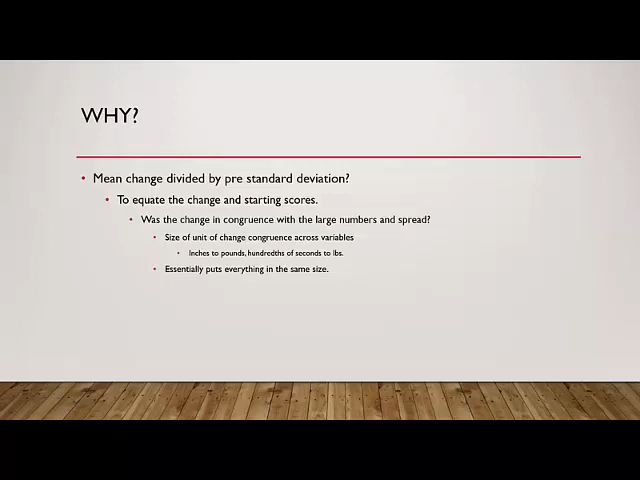 WHY?
Mean change divided by pre standard deviation?
To equate the change and starting scores.
Was the change in congruence with the large numbers and spread?
Size of unit of change congruence across variables
Inches to pounds, hundredths of seconds to lbs.
Essentially puts everything in the same size.